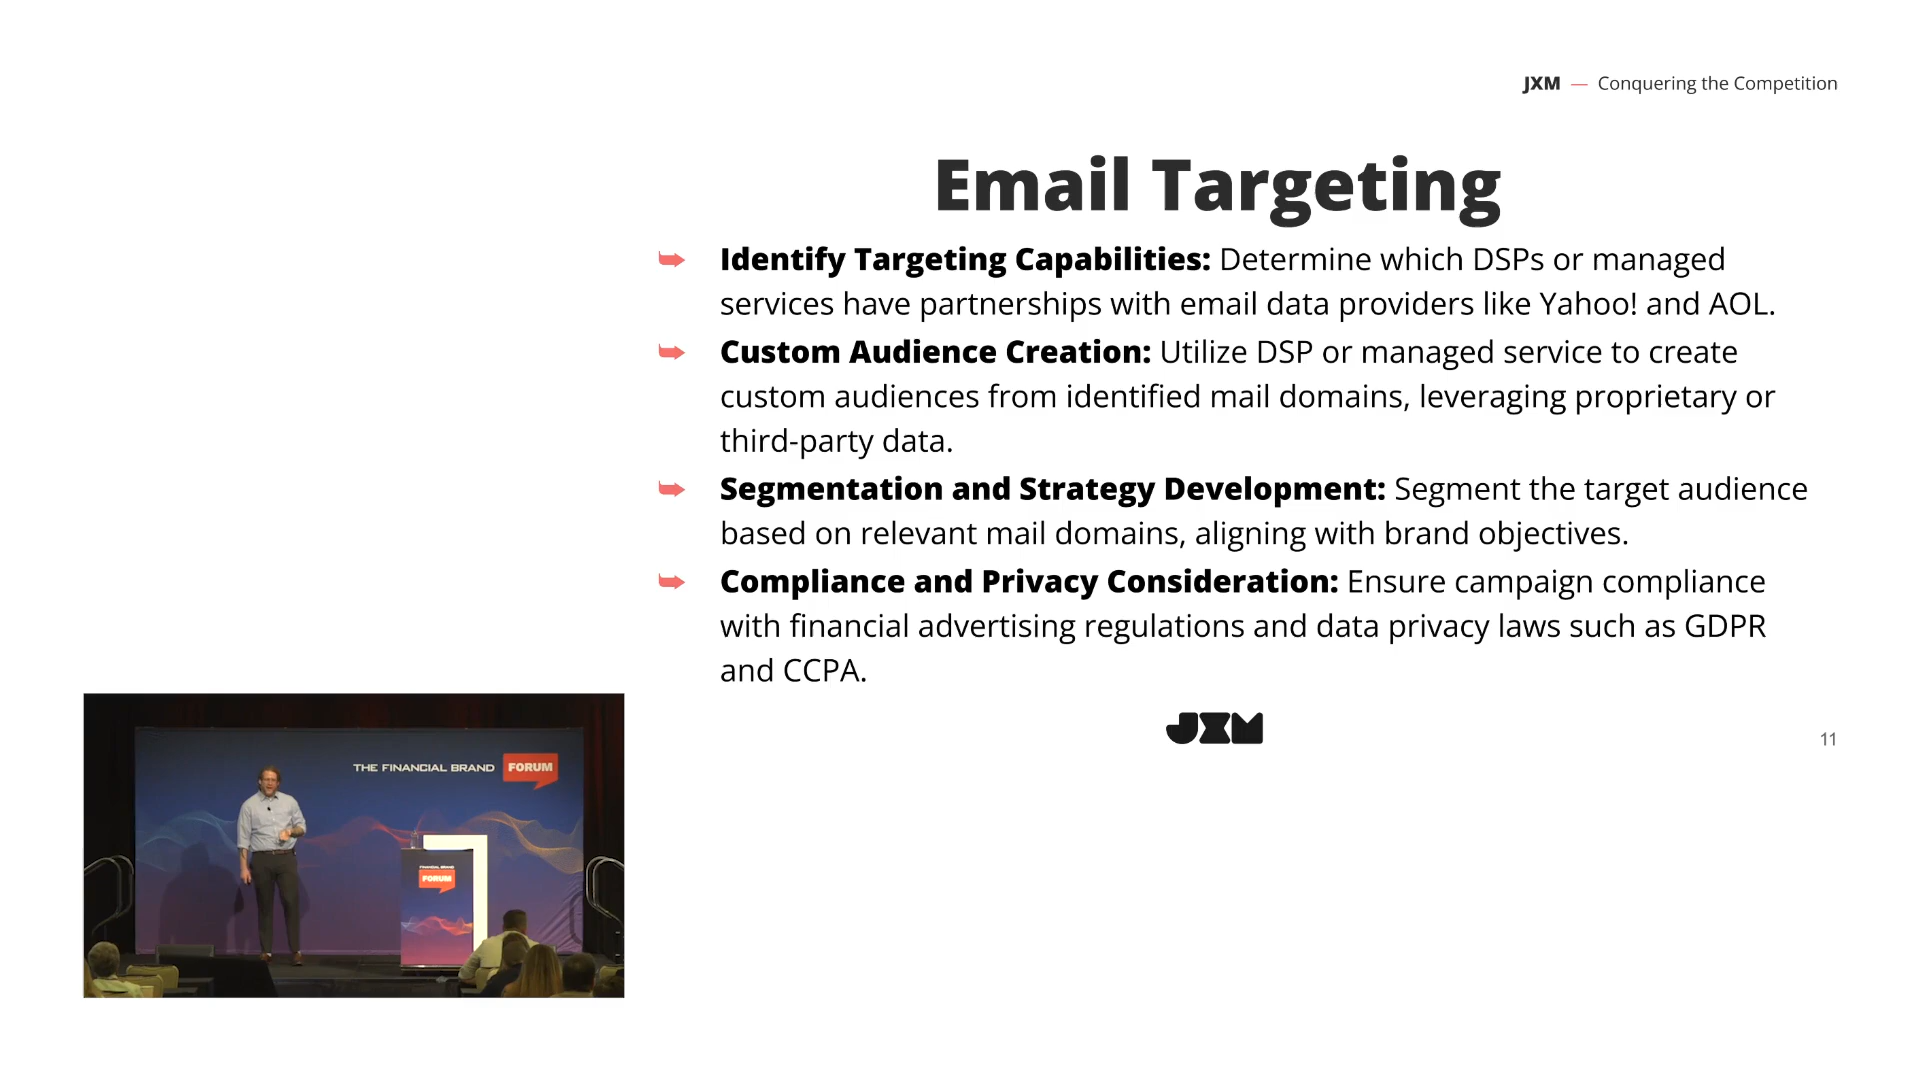 JXM — Conquering the Competition
Email Targeting
Identify Targeting Capabilities: Determine which DSPs or managed
services have partnerships with email data providers like Yahoo! and AOL.
Custom Audience Creation: Utilize DSP or managed service to create
custom audiences from identified mail domains, leveraging proprietary or
third-party data.
Segmentation and Strategy Development: Segment the target audience
based on relevant mail domains, aligning with brand objectives.
Compliance and Privacy Consideration: Ensure campaign compliance
with financial advertising regulations and data privacy laws such as GDPR
and CCPA.
JXM
11
THE FINANCIAL BRAND FORUM
FINANCIAL BRAND
FORUM